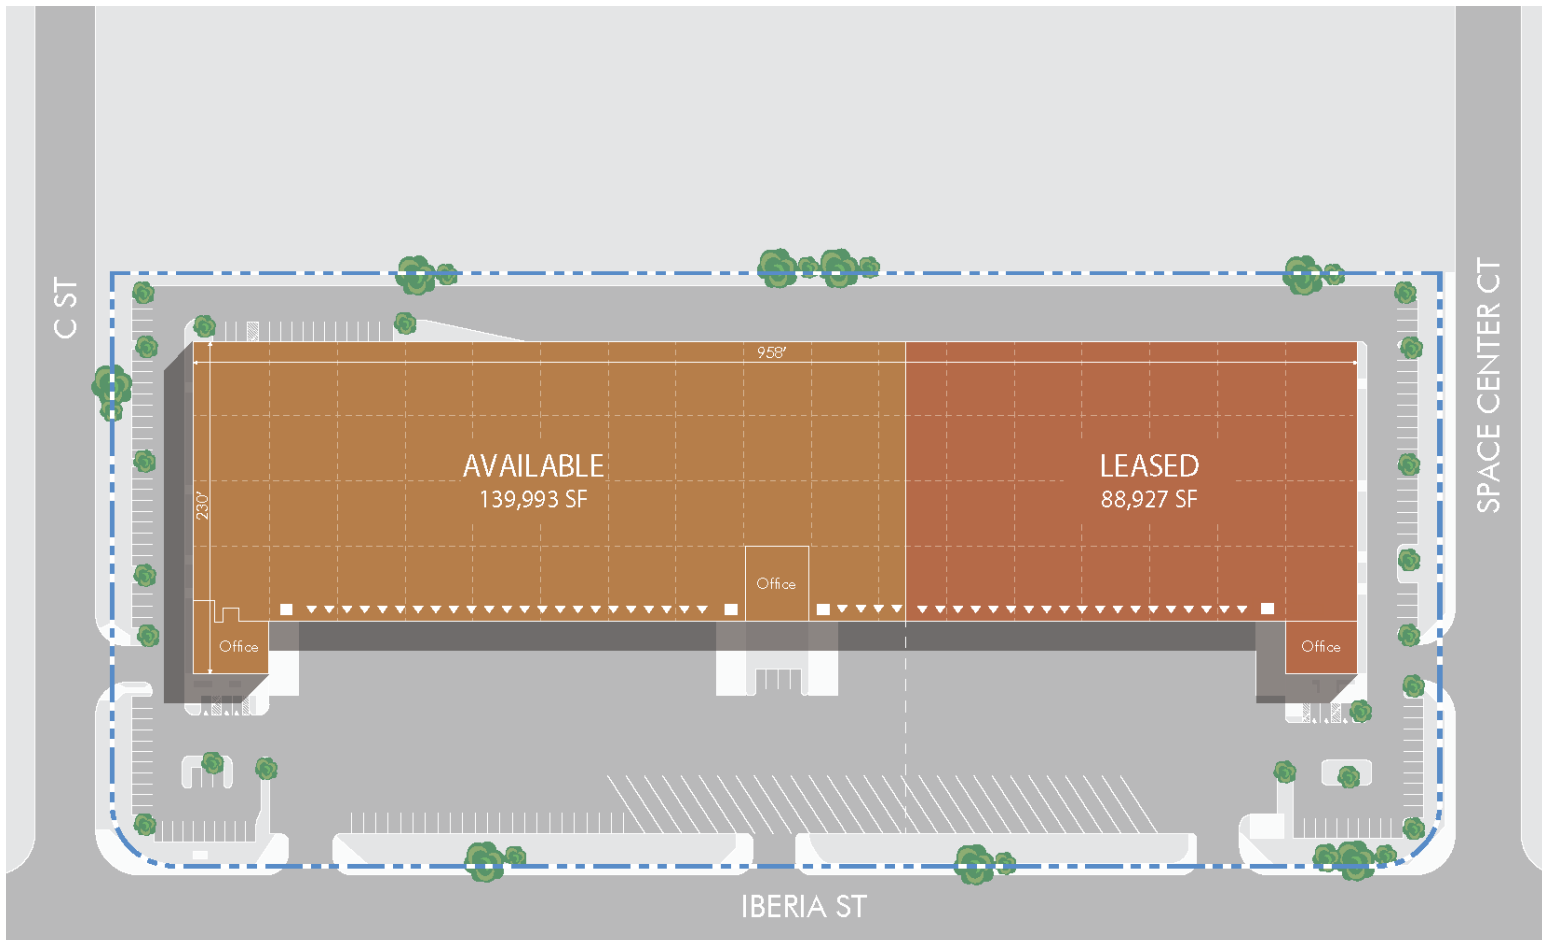 C ST
SPACE CENTER CT
958'
230'
AVAILABLE
139,993 SF
LEASED
88,927 SF
Office
Office
Office
IBERIA ST